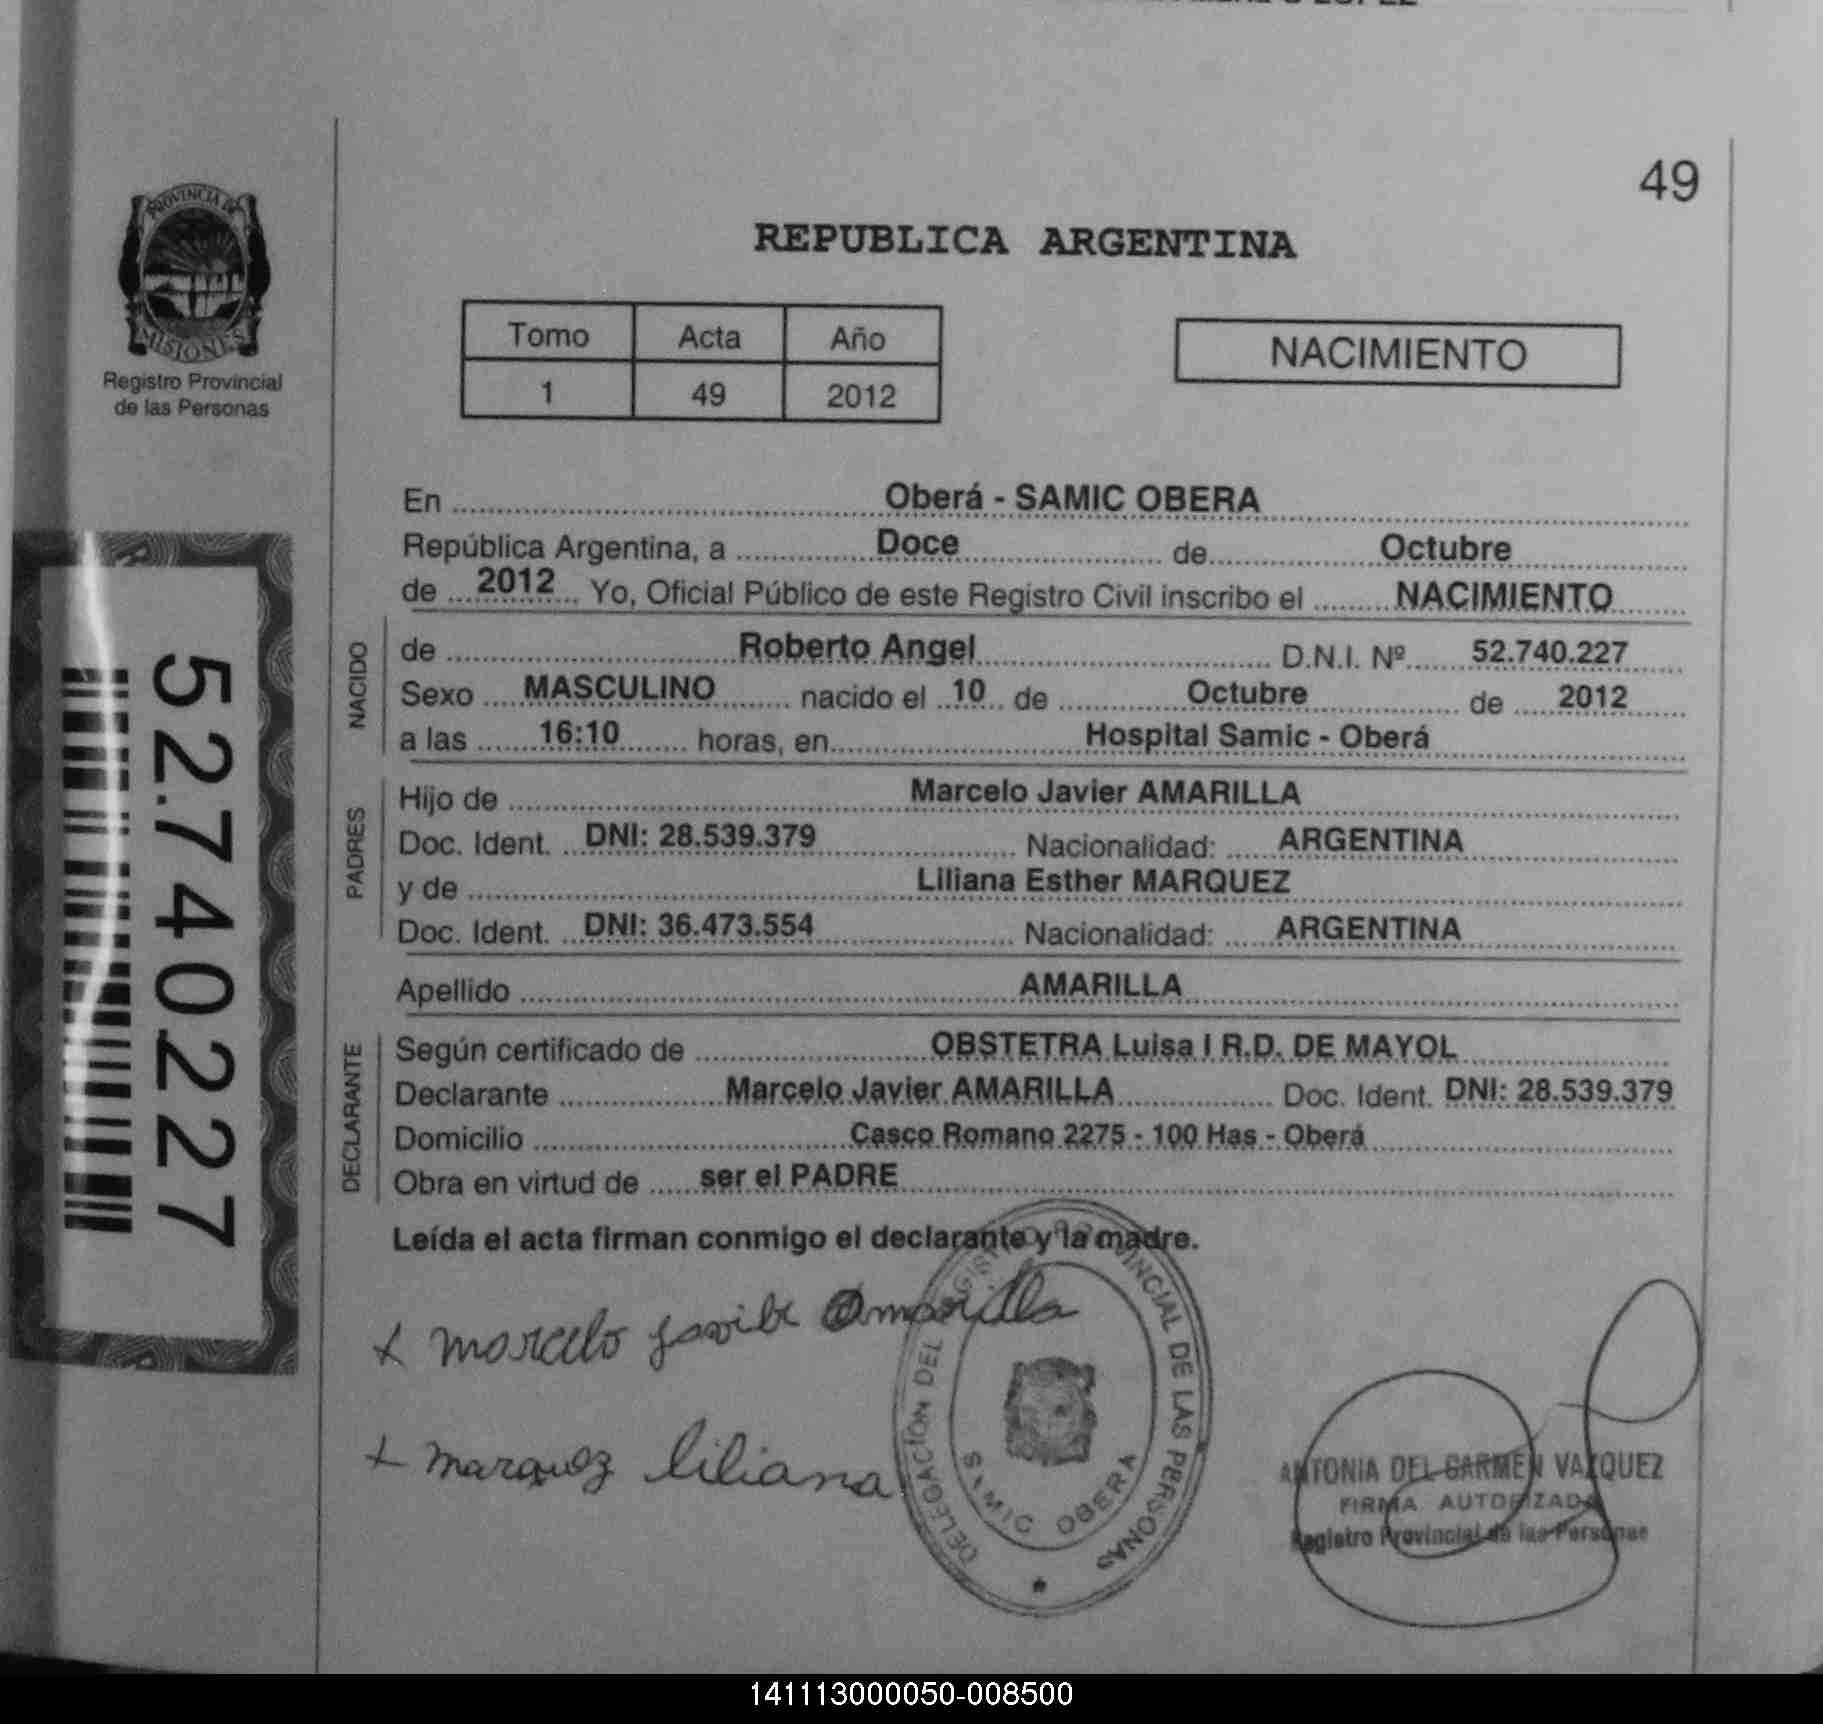 49
PROVINCIA DE
MISIONES
Registro Provincial
de las Personas
REPUBLICA ARGENTINA
Tomo Acta Año
1 49 2012
NACIMIENTO
En Oberá - SAMIC OBERA
República Argentina, a Doce de Octubre
de 2012 Yo, Oficial Público de este Registro Civil inscribo el NACIMIENTO
NACIDO
de Roberto Angel D.N.I. Nº 52.740.227
Sexo MASCULINO nacido el 10 de Octubre de 2012
a las 16:10 horas, en Hospital Samic - Oberá
PADRES
Hijo de Marcelo Javier AMARILLA
Doc. Ident. DNI: 28.539.379 Nacionalidad: ARGENTINA
y de Liliana Esther MARQUEZ
Doc. Ident. DNI: 36.473.554 Nacionalidad: ARGENTINA
Apellido AMARILLA
DECLARANTE
Según certificado de OBSTETRA Luisa I R.D. DE MAYOL
Declarante Marcelo Javier AMARILLA Doc. Ident. DNI: 28.539.379
Domicilio Casco Romano 2275 - 100 Has - Oberá
Obra en virtud de ser el PADRE
Leída el acta firman conmigo el declarante y la madre.
52.740227
marcelo Amarilla
marquez liliana
DELEGACION DEL REGISTRO PROVINCIAL DE LAS PERSONAS
SAMIC OBERA
ANTONIA DEL CARMEN VAZQUEZ
FIRMA AUTORIZADA
Registro Provincial de las Personas
141113000050-008500